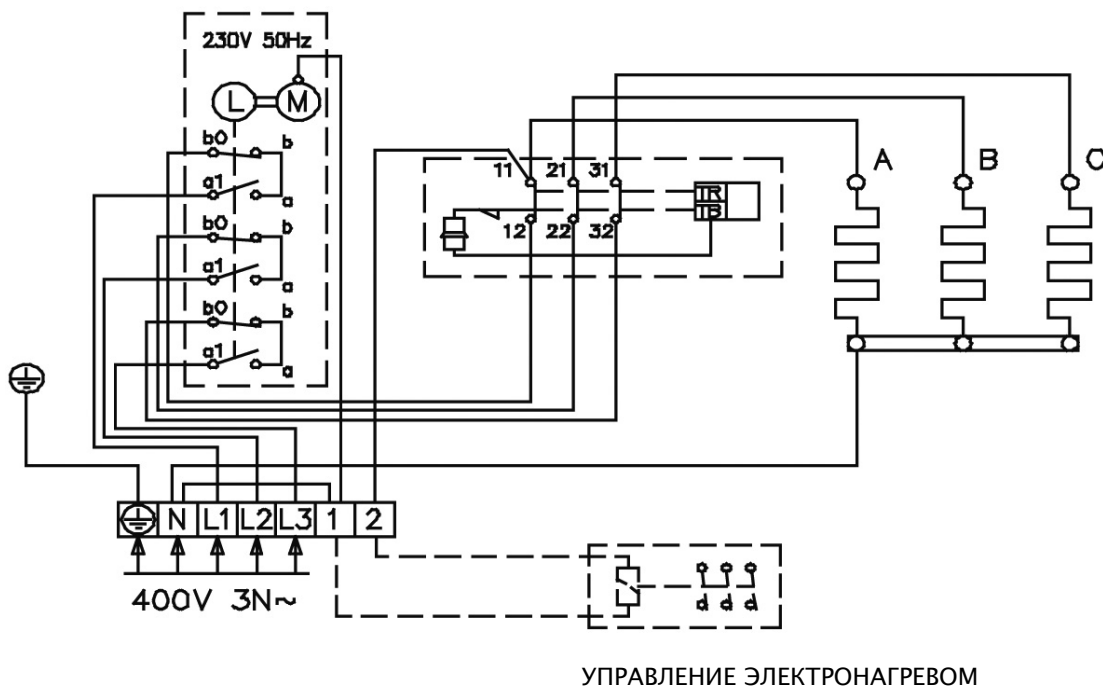 230V 50Hz
L M
b0 b
a1 a
b0 b
a1 a
b0 b
a1 a
11 21 31
TR
TB
12 22 32
A B C
N L1 L2 L3 1 2
400V 3N~
УПРАВЛЕНИЕ ЭЛЕКТРОНАГРЕВОМ